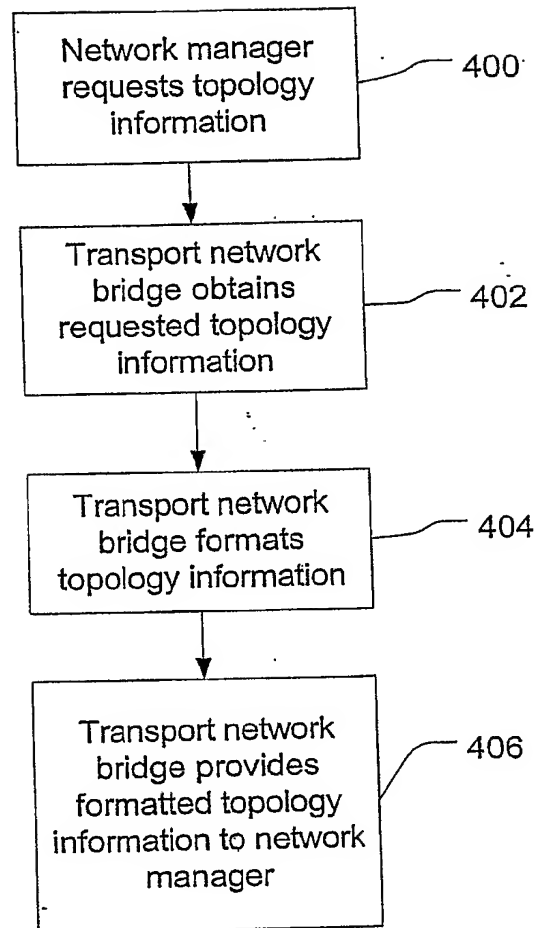 Network manager
requests topology
information
400
Transport network
bridge obtains
requested topology
information
402
Transport network
bridge formats
topology information
404
Transport network
bridge provides
formatted topology
information to network
manager
406